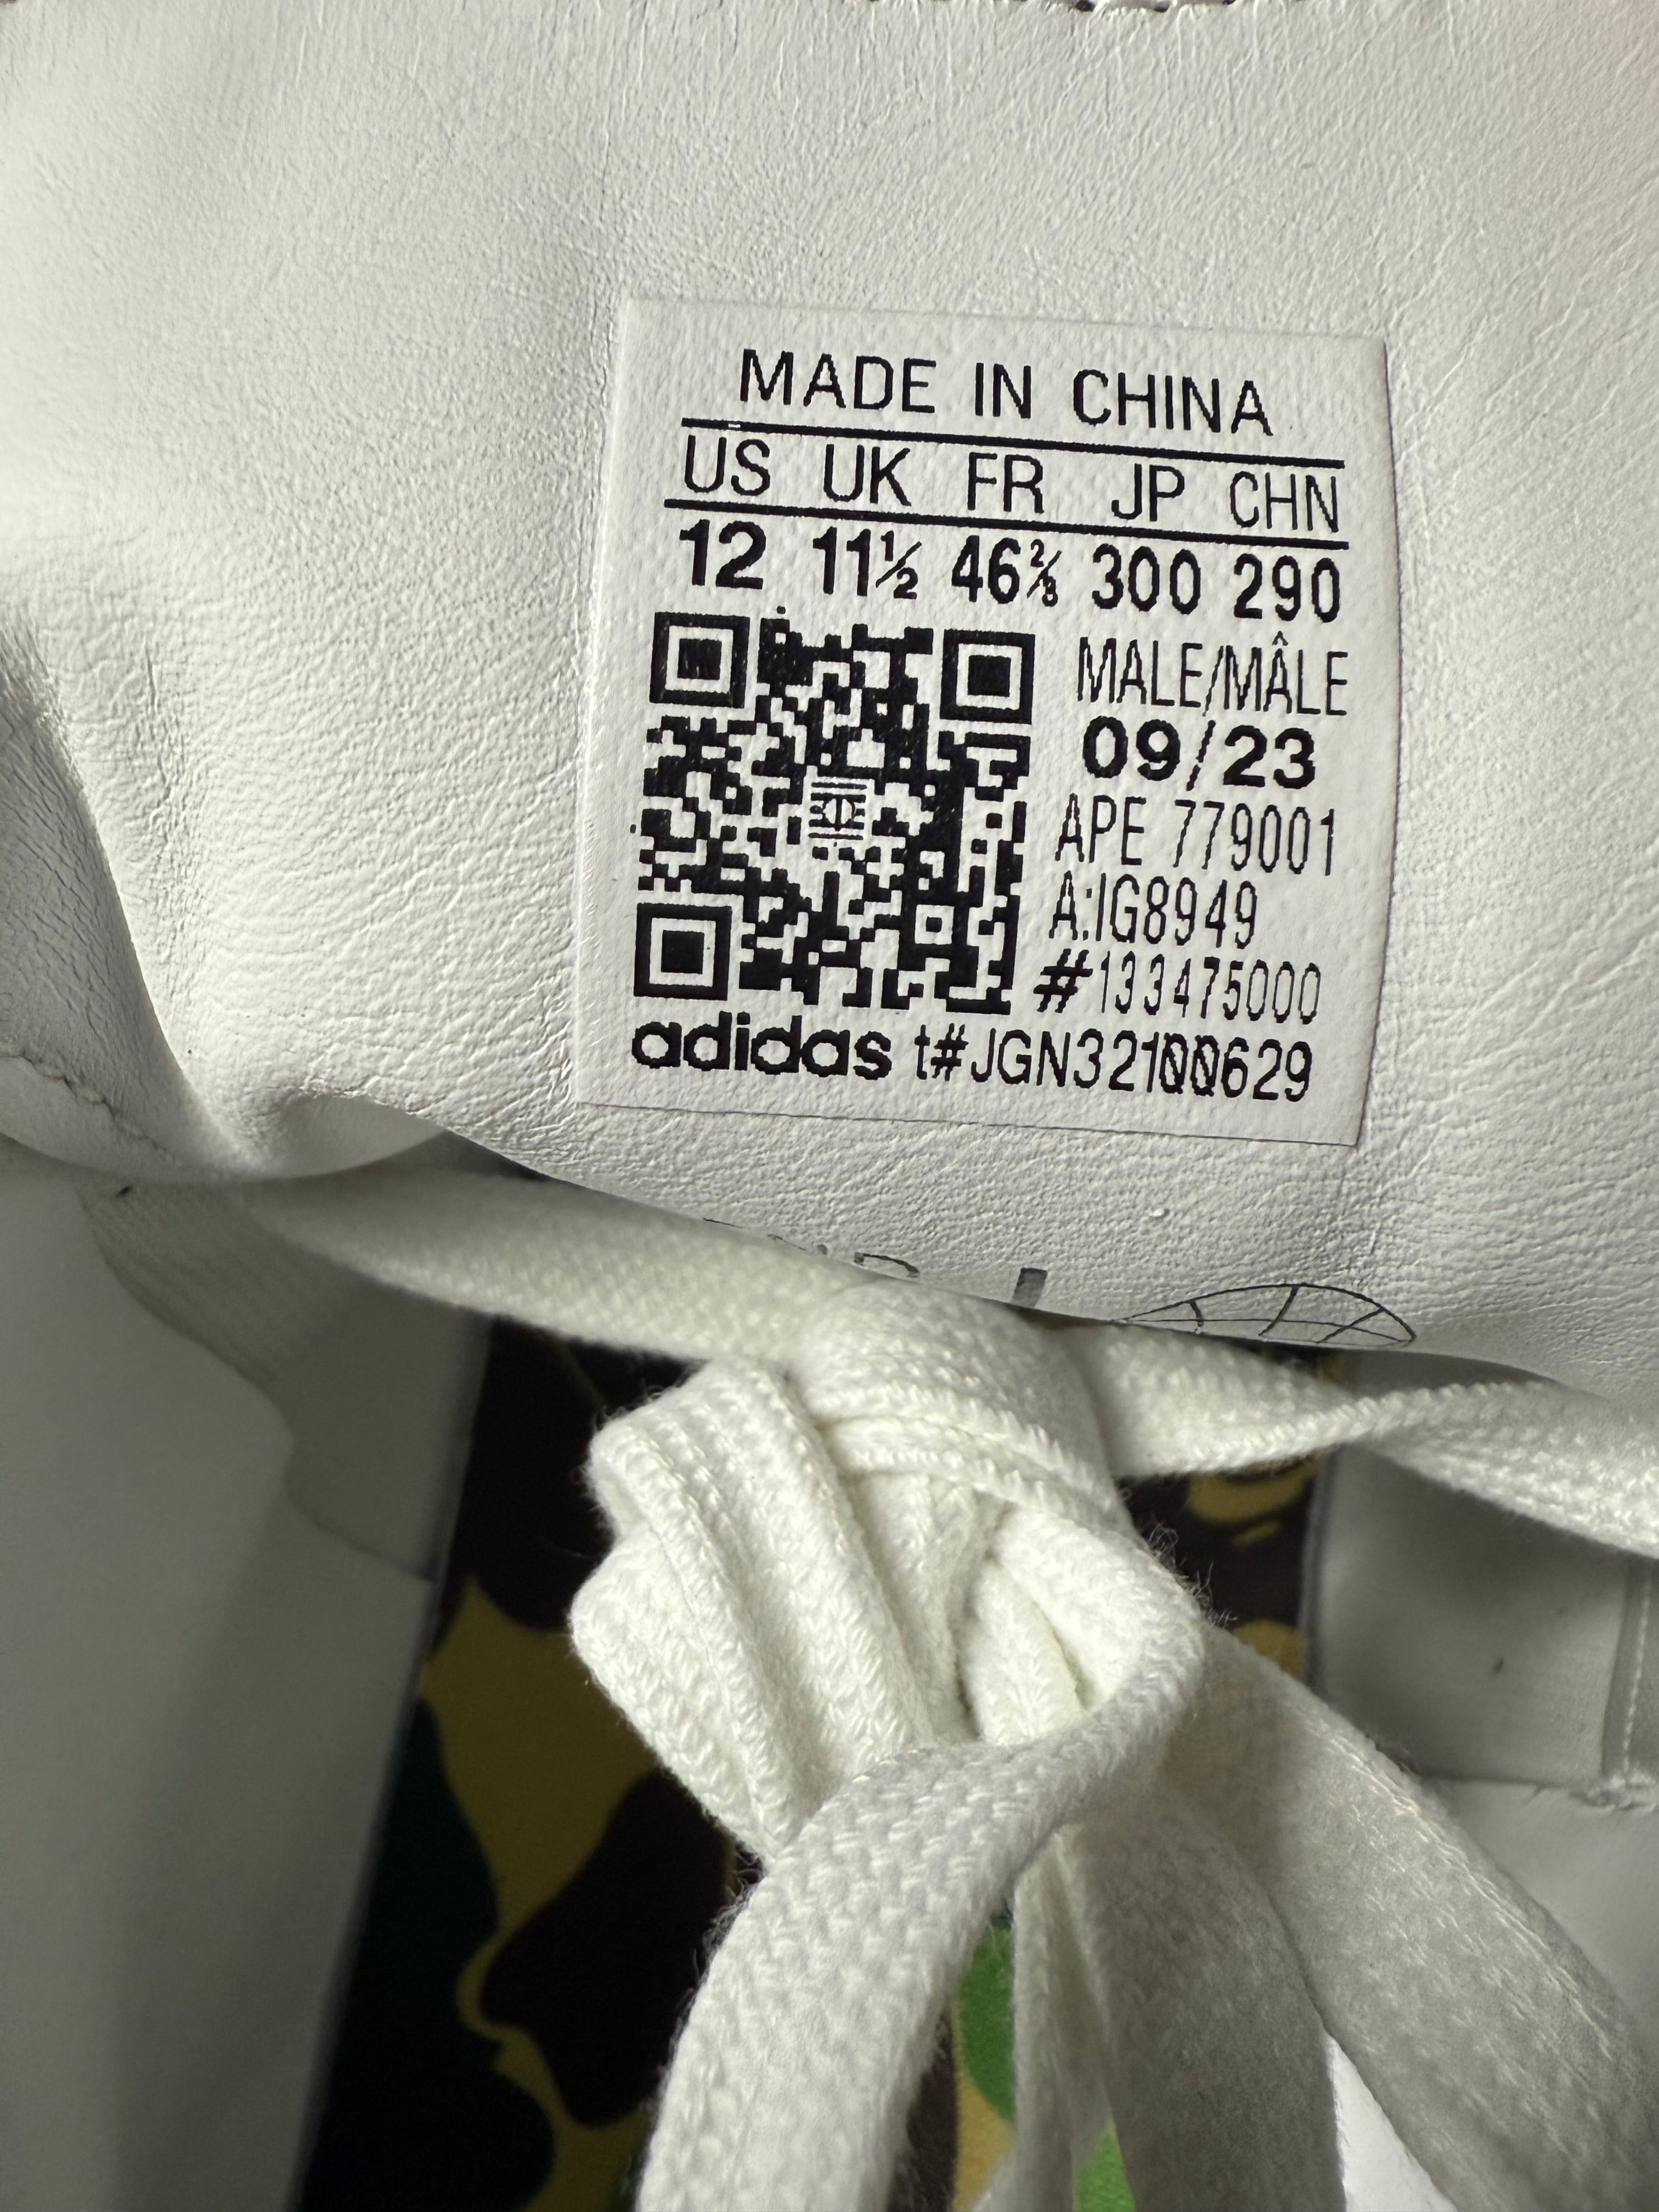 MADE IN CHINA
US UK FR JP CHN
12 11½ 46⅔ 300 290
MALE/MÂLE
09/23
APE 779001
A:IG8949
#133475000
adidas t#JGN32100629